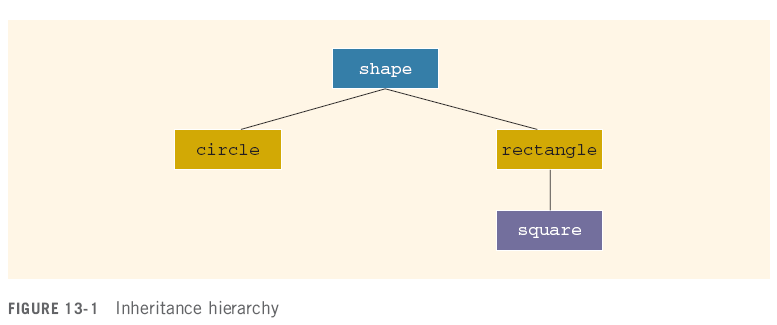 shape
circle
rectangle
square
FIGURE 13-1 Inheritance hierarchy